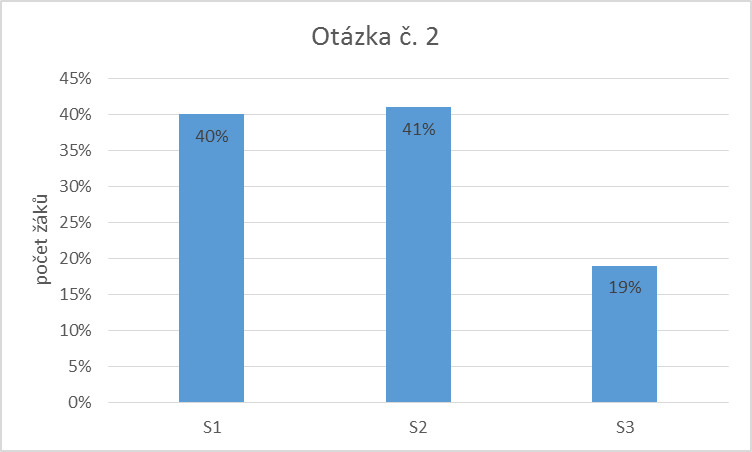 Otázka č. 2
45%
40%
35%
30%
25%
20%
15%
10%
5%
0%
počet žáků
40%
41%
19%
S1
S2
S3